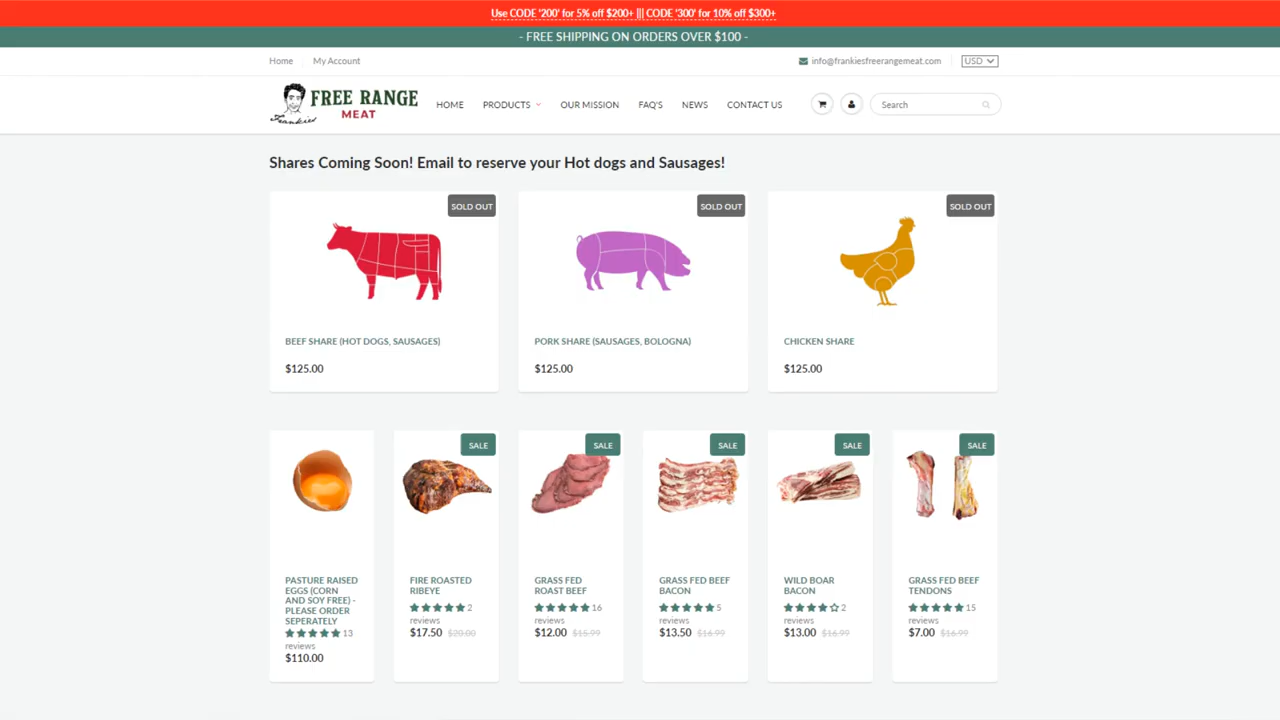 Use CODE '200' for 5% off $200+ ||| CODE '300' for 10% off $300+
- FREE SHIPPING ON ORDERS OVER $100 -
Home My Account info@frankiesfreerangemeat.com USD
FREE RANGE
MEAT
Frankies
HOME PRODUCTS OUR MISSION FAQ'S NEWS CONTACT US Search
Shares Coming Soon! Email to reserve your Hot dogs and Sausages!
SOLD OUT SOLD OUT SOLD OUT
BEEF SHARE (HOT DOGS, SAUSAGES) PORK SHARE (SAUSAGES, BOLOGNA) CHICKEN SHARE
$125.00 $125.00 $125.00
SALE SALE SALE SALE SALE
PASTURE RAISED
EGGS (CORN
AND SOY FREE) -
PLEASE ORDER
SEPERATELY
13
reviews
$110.00
FIRE ROASTED
RIBEYE
2
reviews
$17.50 $20.00
GRASS FED
ROAST BEEF
16
reviews
$12.00 $15.99
GRASS FED BEEF
BACON
5
reviews
$13.50 $16.99
WILD BOAR
BACON
2
reviews
$13.00 $16.99
GRASS FED BEEF
TENDONS
15
reviews
$7.00 $16.99